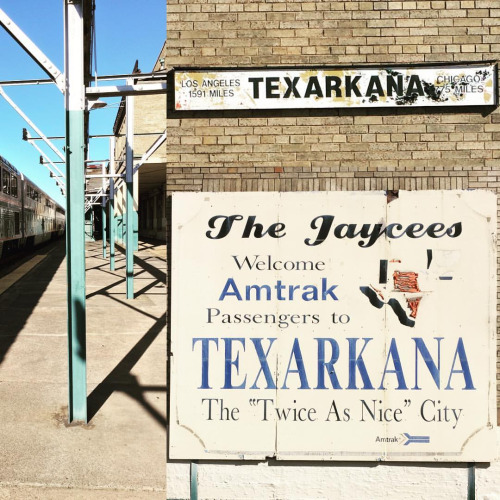 LOS ANGELES
1591 MILES
TEXARKANA
CHICAGO
MILES
The Jaycees
Welcome
Amtrak
Passengers to
TEXARKANA
The "Twice As Nice" City
Amtrak